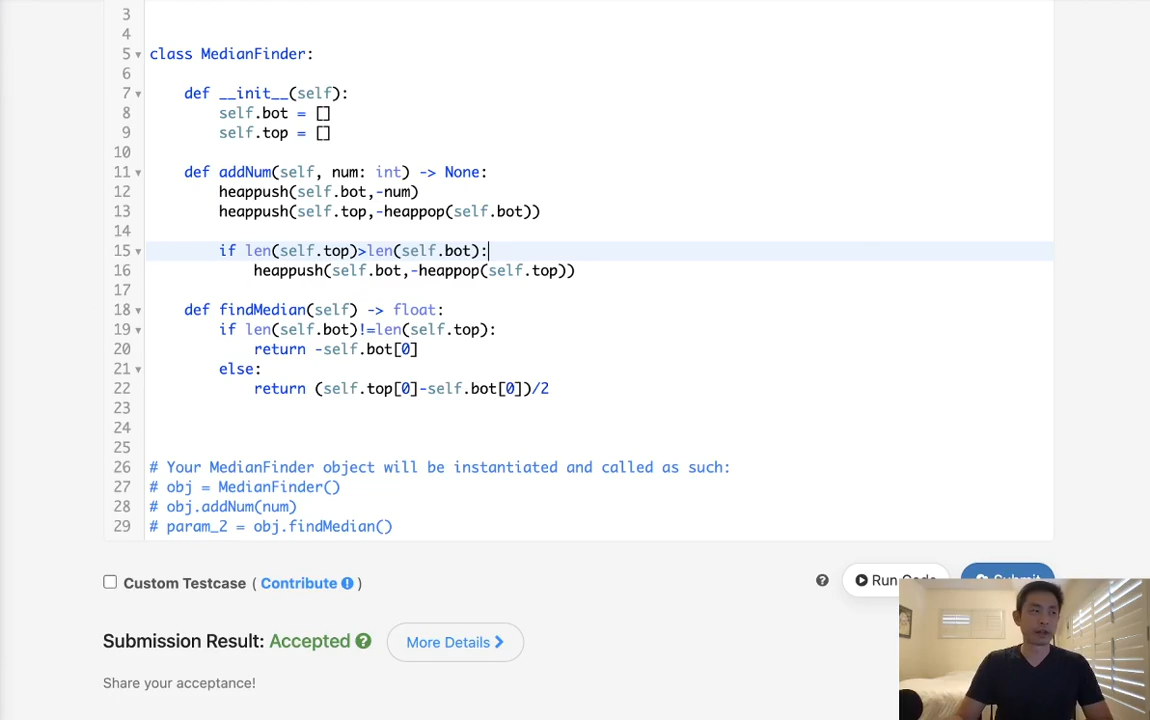 3
4
5 class MedianFinder:
6
7 def __init__(self):
8 self.bot = []
9 self.top = []
10
11 def addNum(self, num: int) -> None:
12 heappush(self.bot,-num)
13 heappush(self.top,-heappop(self.bot))
14
15 if len(self.top)>len(self.bot):
16 heappush(self.bot,-heappop(self.top))
17
18 def findMedian(self) -> float:
19 if len(self.bot)!=len(self.top):
20 return -self.bot[0]
21 else:
22 return (self.top[0]-self.bot[0])/2
23
24
25
26 # Your MedianFinder object will be instantiated and called as such:
27 # obj = MedianFinder()
28 # obj.addNum(num)
29 # param_2 = obj.findMedian()
Custom Testcase ( Contribute )
? Run Code Submit
Submission Result: Accepted ? More Details >
Share your acceptance!